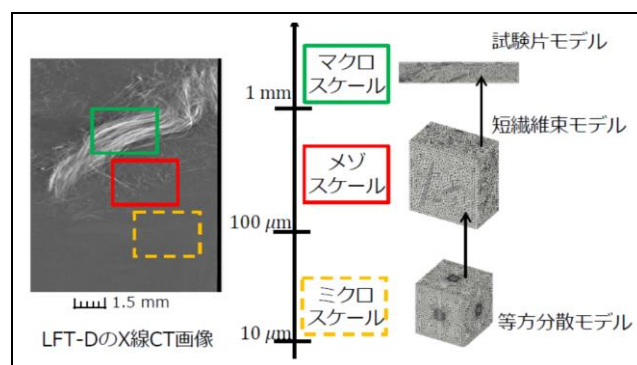 マクロ
スケール
試験片モデル
1 mm
短繊維束モデル
メゾ
スケール
100 μm
1.5 mm
ミクロ
スケール
LFT-DのX線CT画像
10 μm
等方分散モデル